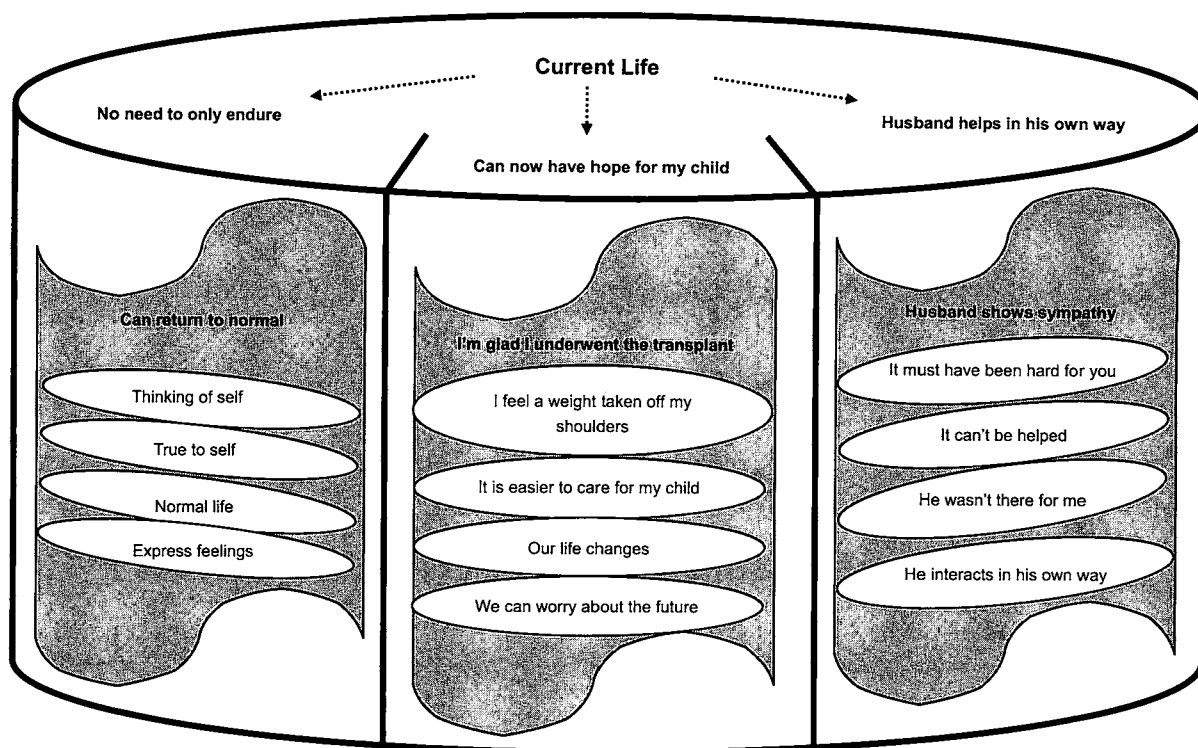 Current Life
No need to only endure
Can now have hope for my child
Husband helps in his own way
Can return to normal
Thinking of self
True to self
Normal life
Express feelings
I'm glad I underwent the transplant
I feel a weight taken off my
shoulders
It is easier to care for my child
Our life changes
We can worry about the future
Husband shows sympathy
It must have been hard for you
It can't be helped
He wasn't there for me
He interacts in his own way